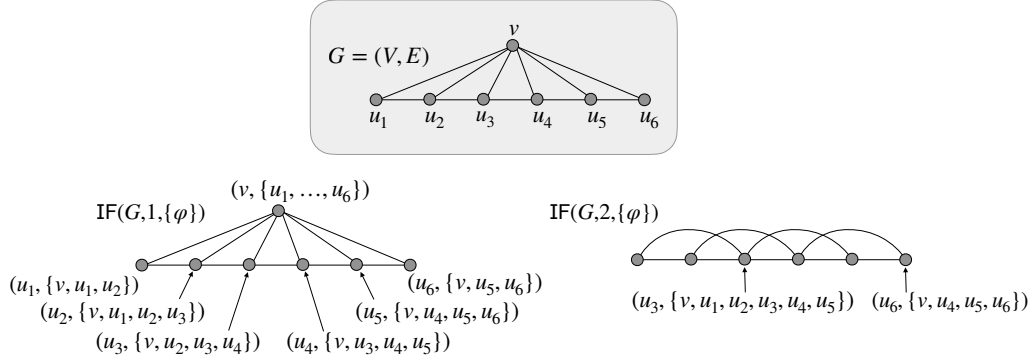 v
G = (V, E)
u₁ u₂ u₃ u₄ u₅ u₆
(v, {u₁, …, u₆})
IF(G,1,{φ})
(u₁, {v, u₁, u₂})
(u₆, {v, u₅, u₆})
(u₂, {v, u₁, u₂, u₃})
(u₅, {v, u₄, u₅, u₆})
(u₃, {v, u₂, u₃, u₄})
(u₄, {v, u₃, u₄, u₅})
IF(G,2,{φ})
(u₃, {v, u₁, u₂, u₃, u₄, u₅})
(u₆, {v, u₄, u₅, u₆})